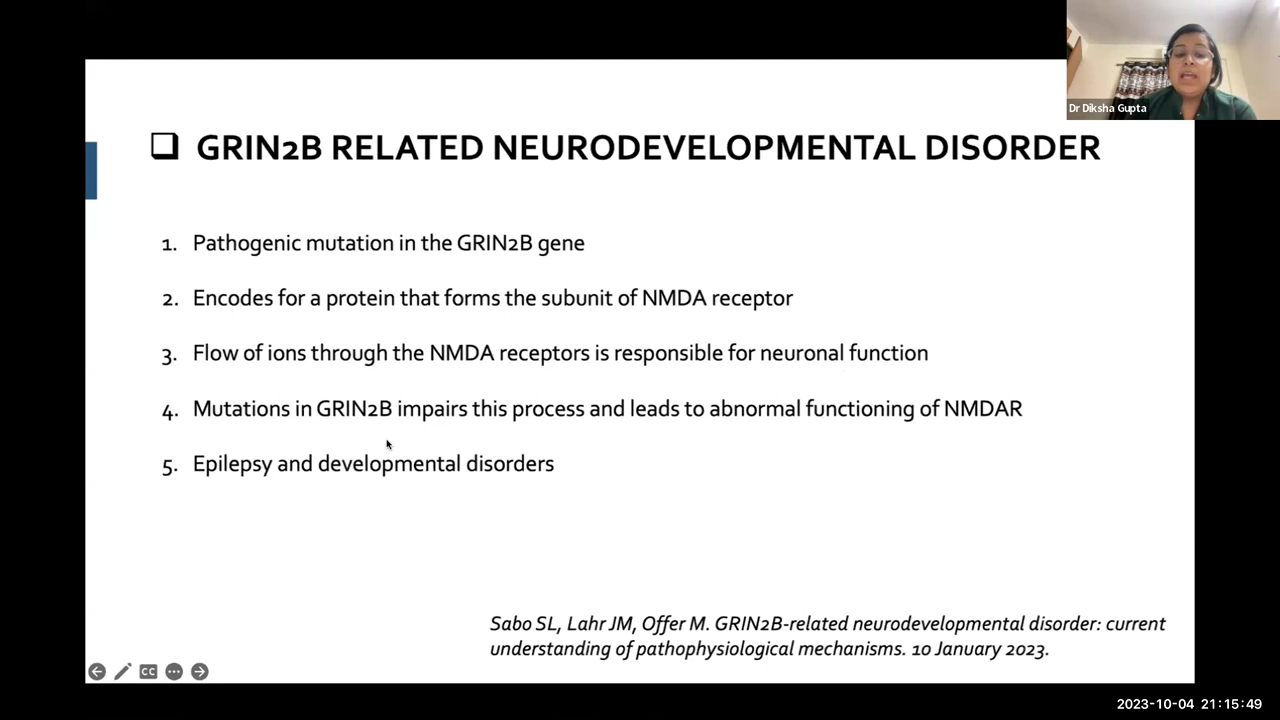 Dr Diksha Gupta
GRIN2B RELATED NEURODEVELOPMENTAL DISORDER
1. Pathogenic mutation in the GRIN2B gene
2. Encodes for a protein that forms the subunit of NMDA receptor
3. Flow of ions through the NMDA receptors is responsible for neuronal function
4. Mutations in GRIN2B impairs this process and leads to abnormal functioning of NMDAR
5. Epilepsy and developmental disorders
Sabo SL, Lahr JM, Offer M. GRIN2B-related neurodevelopmental disorder: current
understanding of pathophysiological mechanisms. 10 January 2023.
CC
2023-10-04 21:15:49